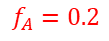 f_A = 0.2